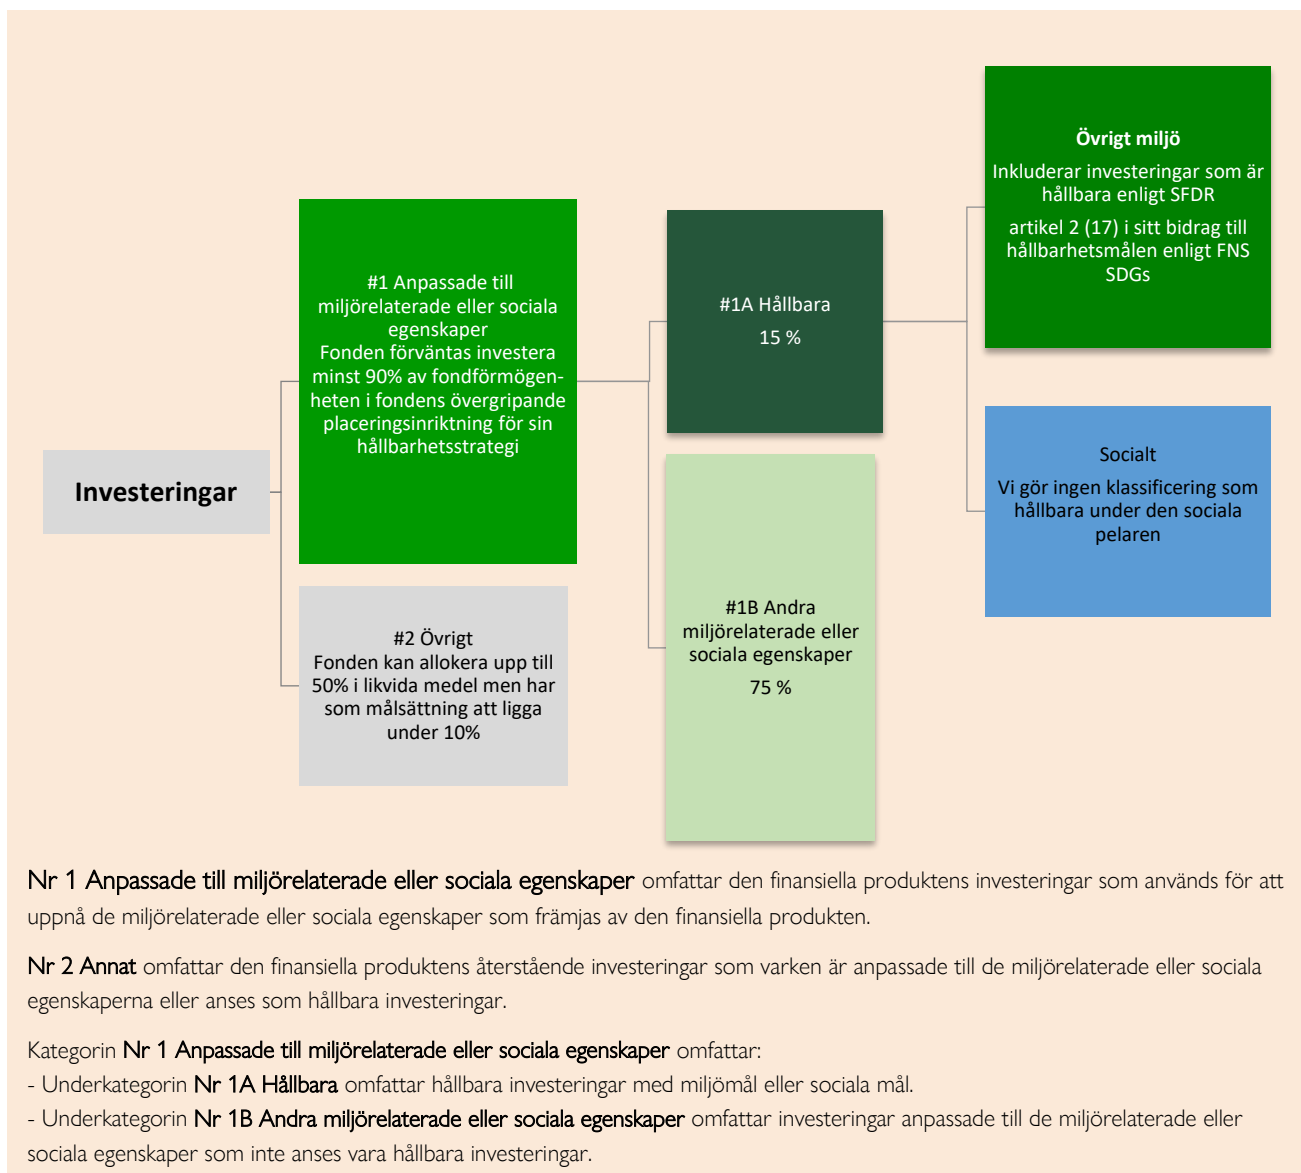 Investeringar
#1 Anpassade till
miljörelaterade eller sociala
egenskaper
Fonden förväntas investera
minst 90% av fondförmögen-
heten i fondens övergripande
placeringsinriktning för sin
hållbarhetsstrategi
#2 Övrigt
Fonden kan allokera upp till
50% i likvida medel men har
som målsättning att ligga
under 10%
#1A Hållbara
15 %
#1B Andra
miljörelaterade eller
sociala egenskaper
75 %
Övrigt miljö
Inkluderar investeringar som är
hållbara enligt SFDR
artikel 2 (17) i sitt bidrag till
hållbarhetsmålen enligt FNS
SDGs
Socialt
Vi gör ingen klassificering som
hållbara under den sociala
pelaren
Nr 1 Anpassade till miljörelaterade eller sociala egenskaper omfattar den finansiella produktens investeringar som används för att
uppnå de miljörelaterade eller sociala egenskaper som främjas av den finansiella produkten.
Nr 2 Annat omfattar den finansiella produktens återstående investeringar som varken är anpassade till de miljörelaterade eller sociala
egenskaperna eller anses som hållbara investeringar.
Kategorin Nr 1 Anpassade till miljörelaterade eller sociala egenskaper omfattar:
- Underkategorin Nr 1A Hållbara omfattar hållbara investeringar med miljömål eller sociala mål.
- Underkategorin Nr 1B Andra miljörelaterade eller sociala egenskaper omfattar investeringar anpassade till de miljörelaterade eller
sociala egenskaper som inte anses vara hållbara investeringar.